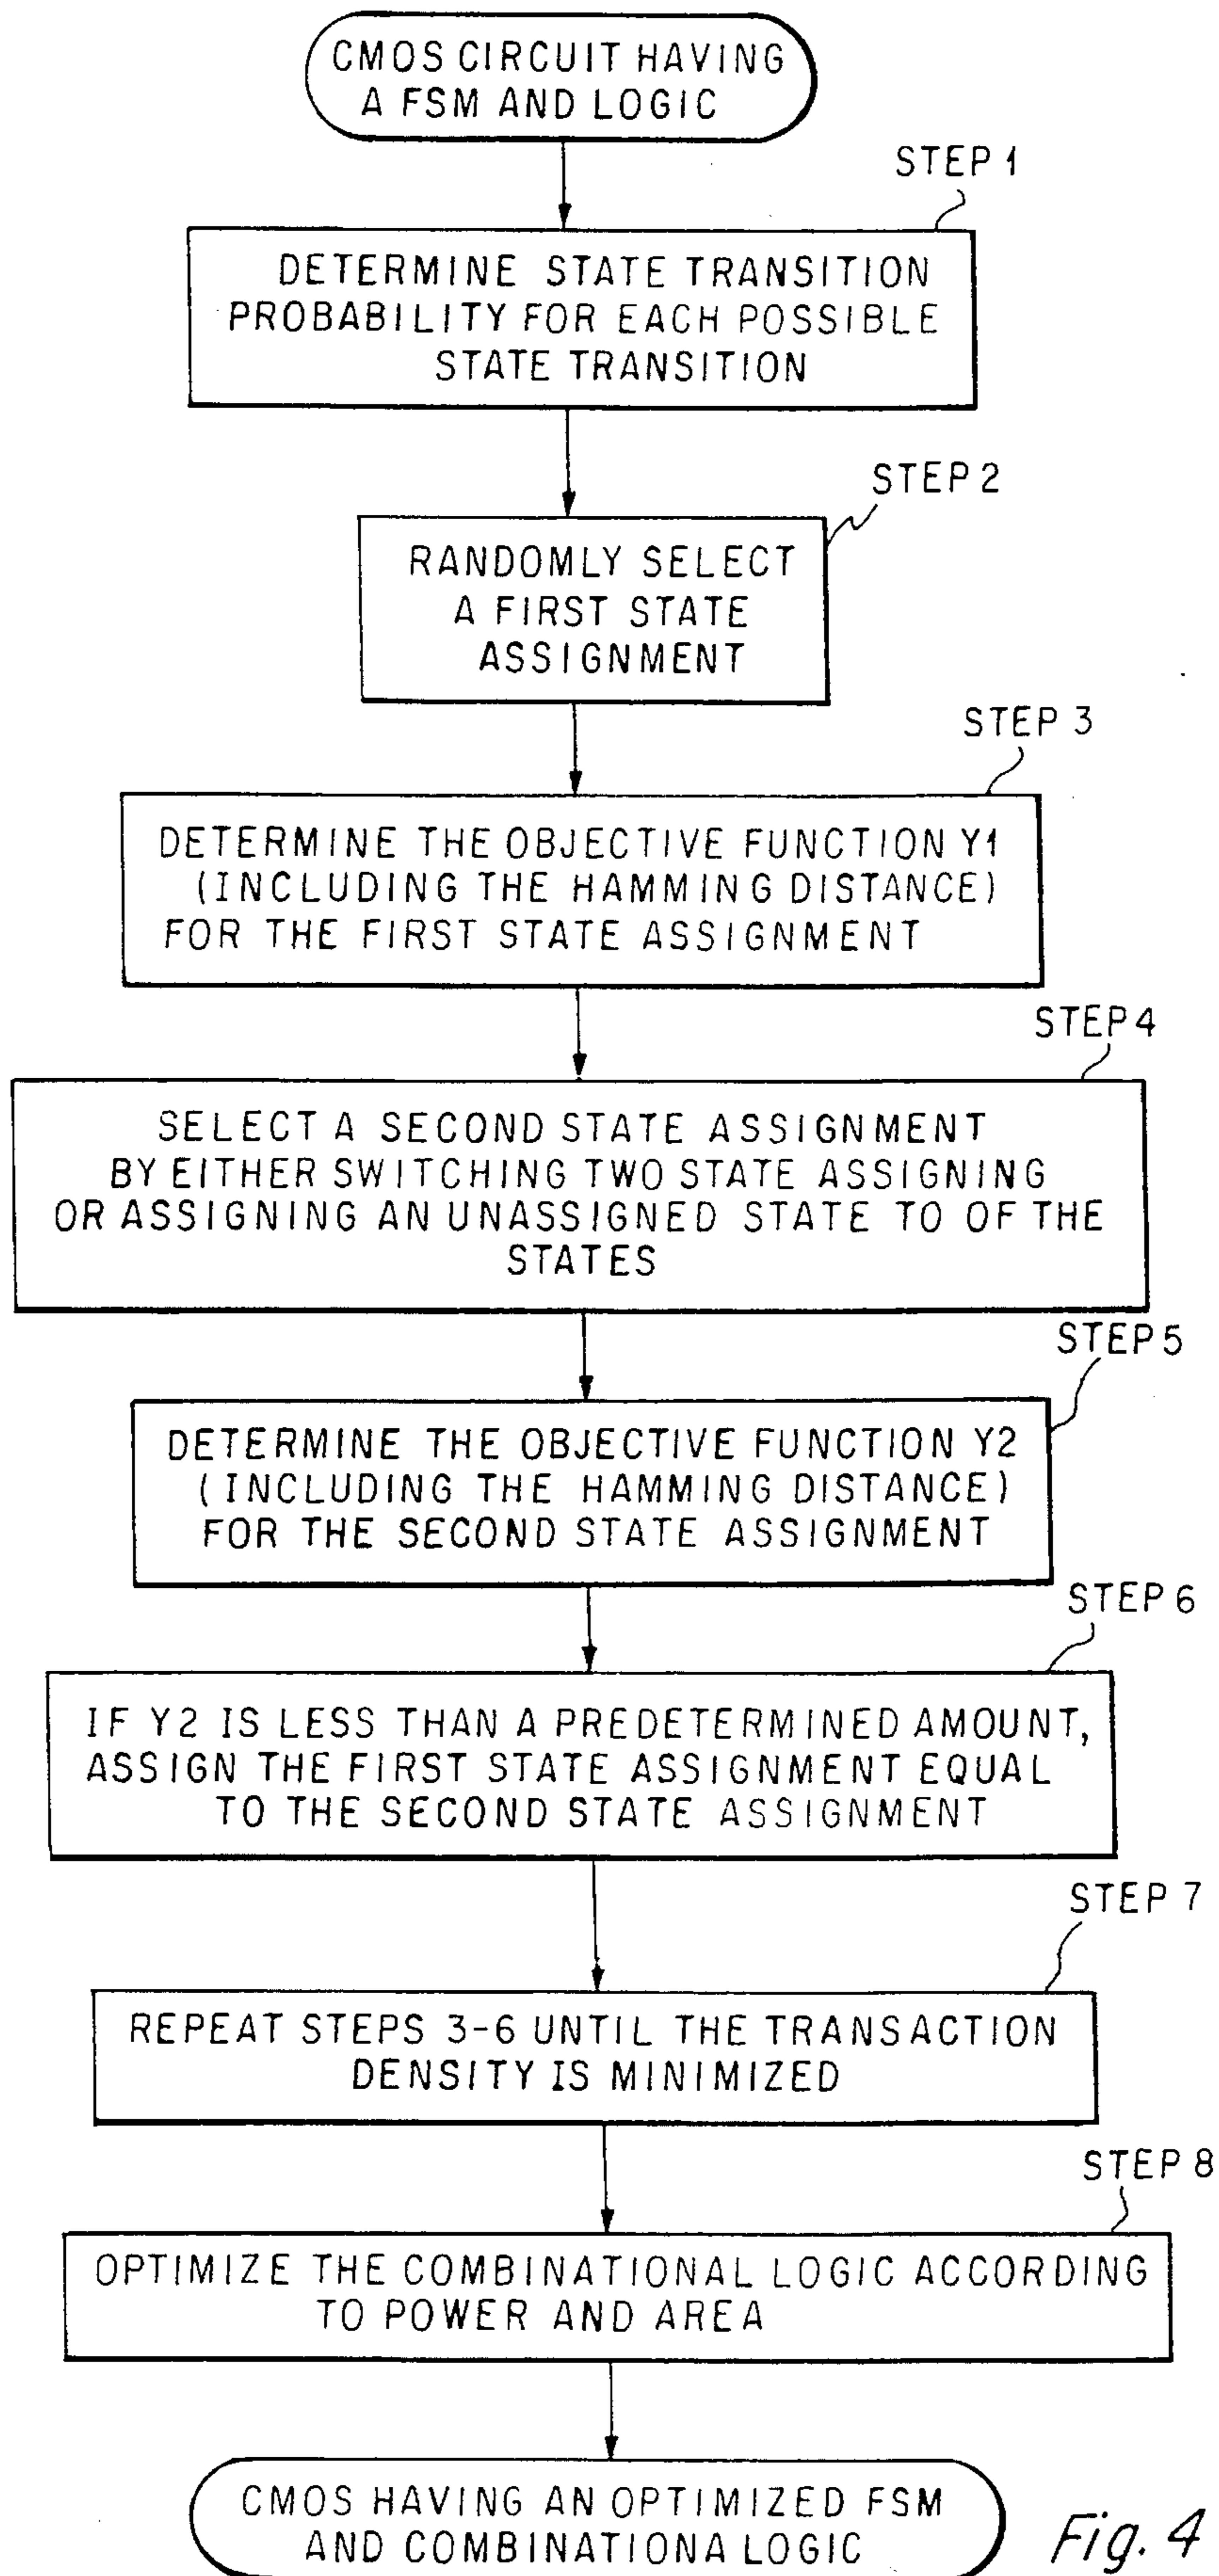 CMOS CIRCUIT HAVING
A FSM AND LOGIC
STEP 1
DETERMINE STATE TRANSITION
PROBABILITY FOR EACH POSSIBLE
STATE TRANSITION
STEP 2
RANDOMLY SELECT
A FIRST STATE
ASSIGNMENT
STEP 3
DETERMINE THE OBJECTIVE FUNCTION Y1
(INCLUDING THE HAMMING DISTANCE)
FOR THE FIRST STATE ASSIGNMENT
STEP 4
SELECT A SECOND STATE ASSIGNMENT
BY EITHER SWITCHING TWO STATE ASSIGNING
OR ASSIGNING AN UNASSIGNED STATE TO OF THE
STATES
STEP 5
DETERMINE THE OBJECTIVE FUNCTION Y2
(INCLUDING THE HAMMING DISTANCE)
FOR THE SECOND STATE ASSIGNMENT
STEP 6
IF Y2 IS LESS THAN A PREDETERMINED AMOUNT,
ASSIGN THE FIRST STATE ASSIGNMENT EQUAL
TO THE SECOND STATE ASSIGNMENT
STEP 7
REPEAT STEPS 3-6 UNTIL THE TRANSACTION
DENSITY IS MINIMIZED
STEP 8
OPTIMIZE THE COMBINATIONAL LOGIC ACCORDING
TO POWER AND AREA
CMOS HAVING AN OPTIMIZED FSM
AND COMBINATIONA LOGIC
Fig. 4